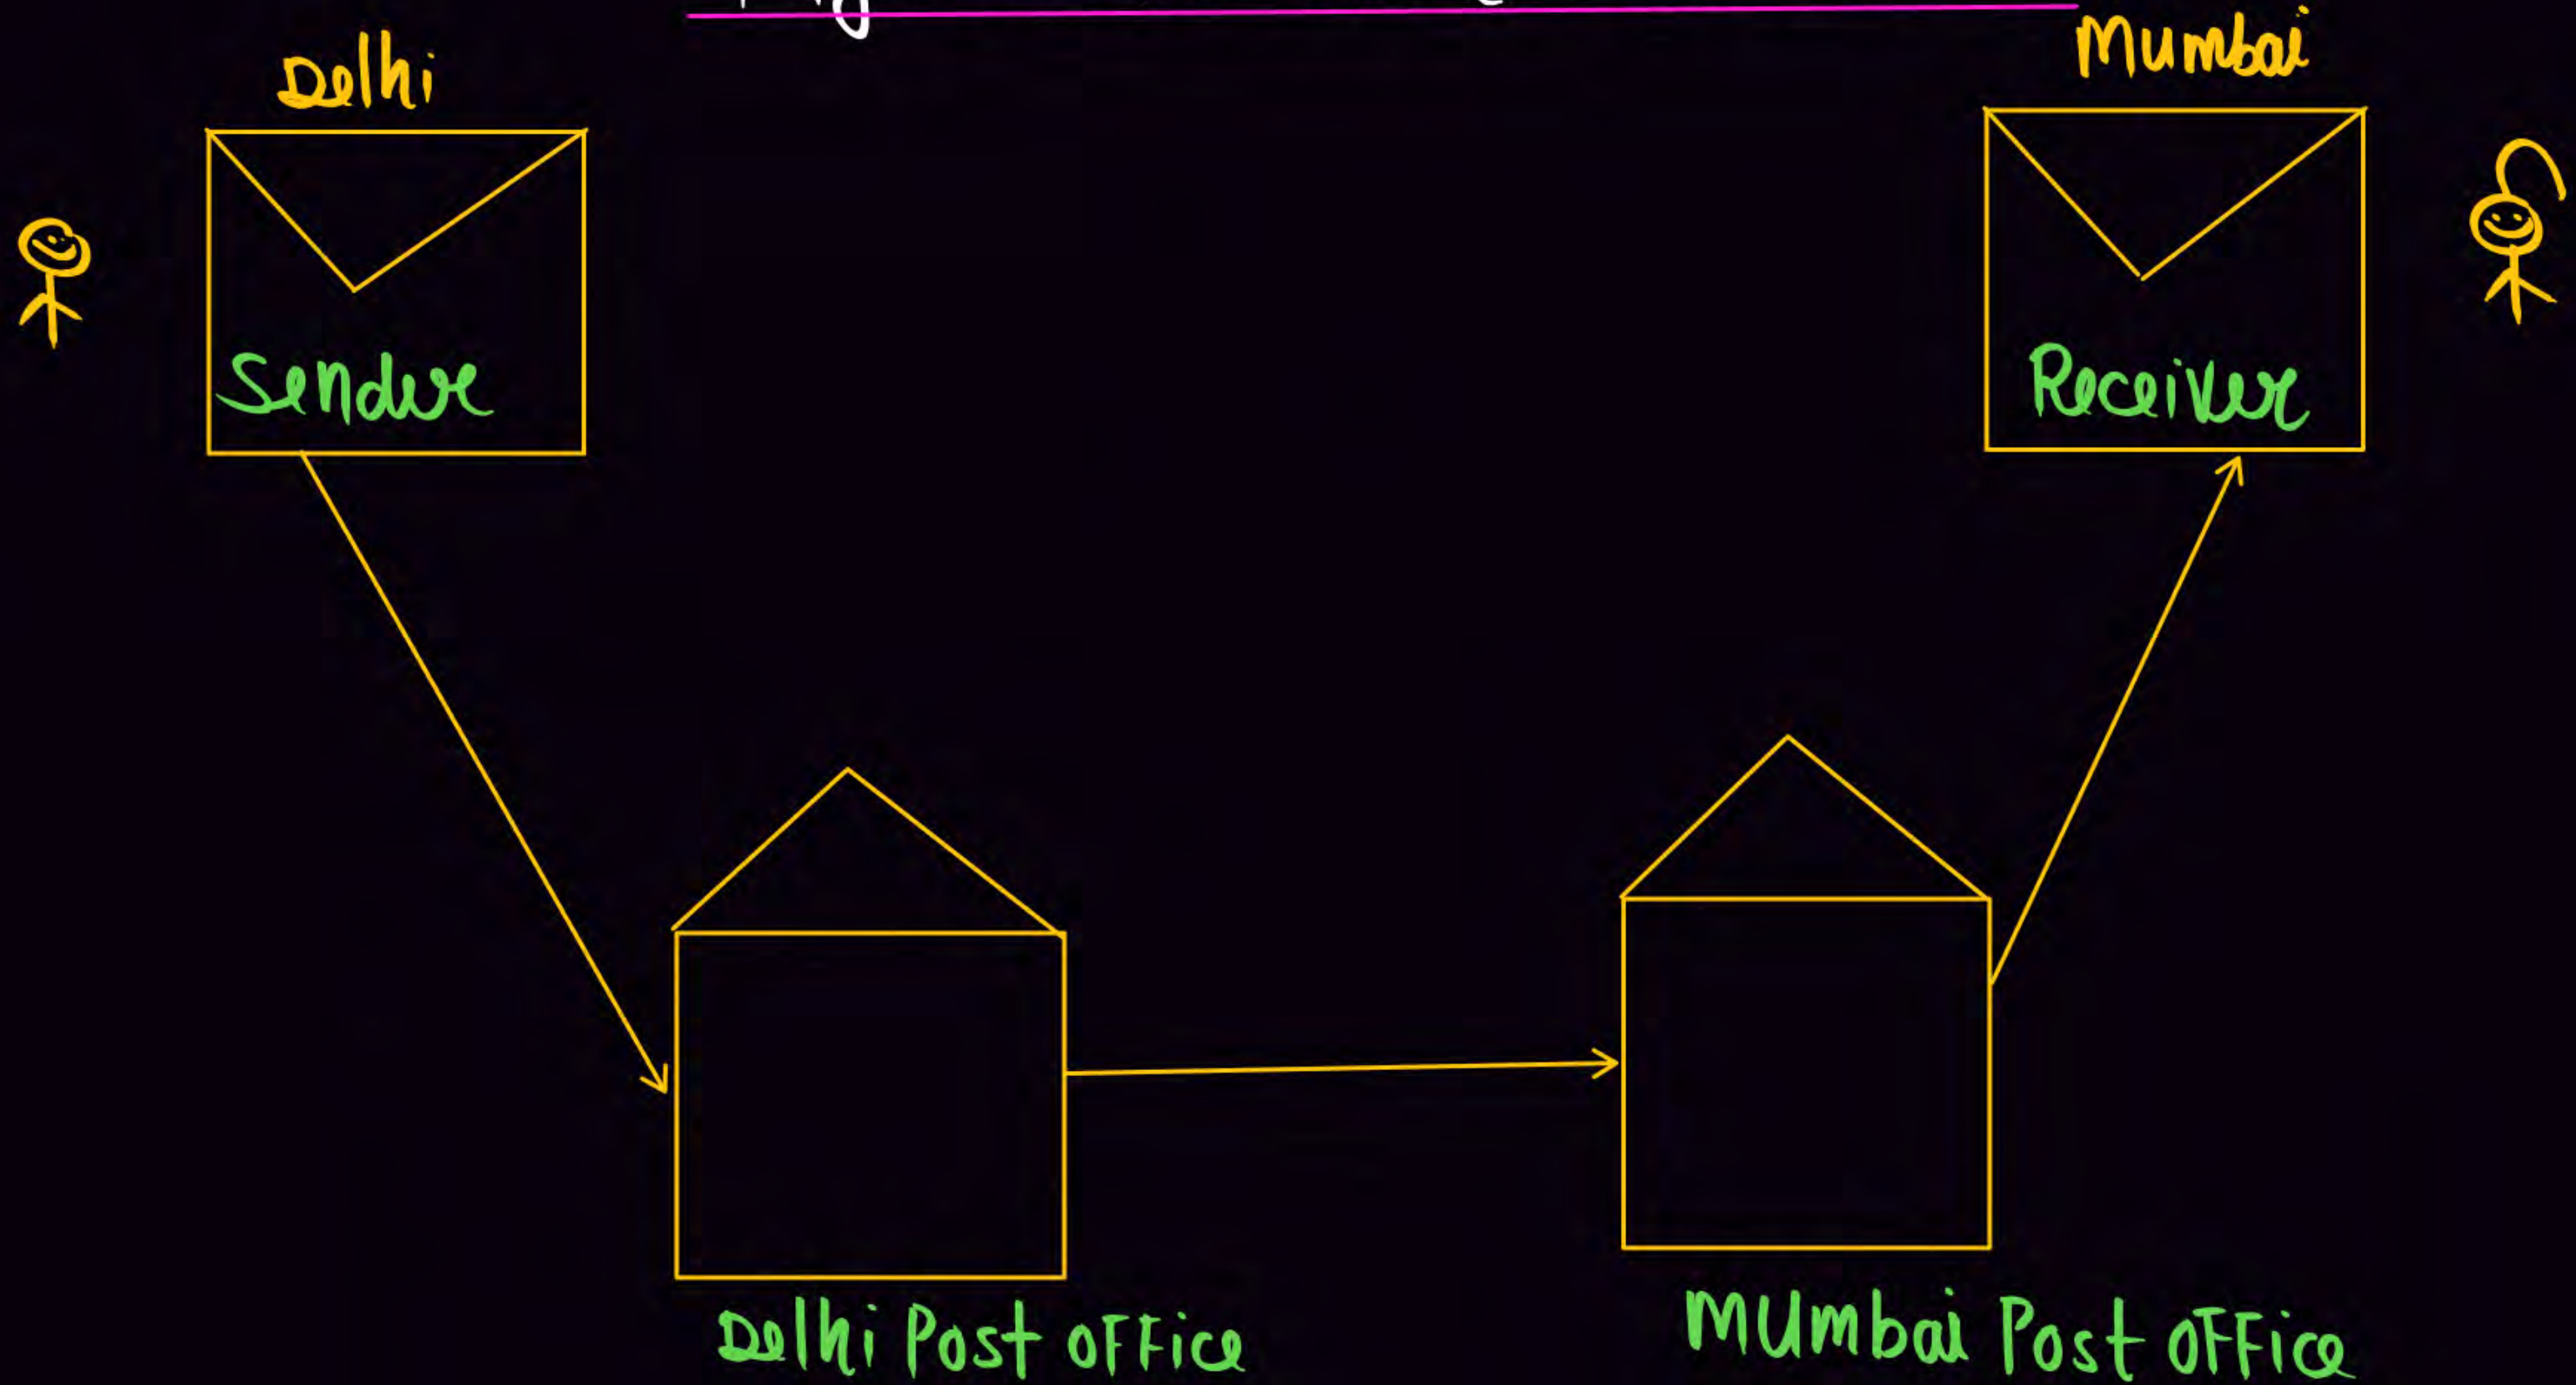 Delhi
Mumbai
Sender
Receiver
Delhi Post OFFice
MUmbai Post OFFice